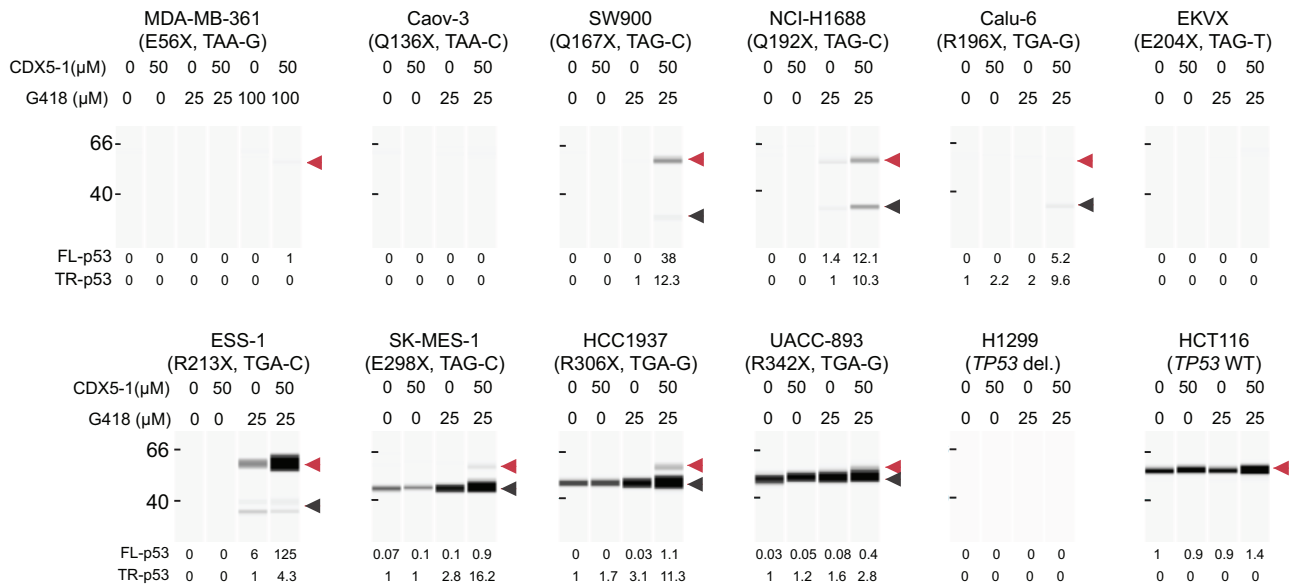 MDA-MB-361 Caov-3 SW900 NCI-H1688 Calu-6 EKVX
(E56X, TAA-G) (Q136X, TAA-C) (Q167X, TAG-C) (Q192X, TAG-C) (R196X, TGA-G) (E204X, TAG-T)
CDX5-1(μM) 0 50 0 50 0 50 0 50 0 50 0 50 0 50 0 50 0 50 0 50 0 50 0 50 0 50
G418 (μM) 0 0 25 25 100 100 0 0 25 25 0 0 25 25 0 0 25 25 0 0 25 25 0 0 25 25
66-
40-
FL-p53 0 0 0 0 0 1 0 0 0 0 0 0 0 38 0 0 1.4 12.1 0 0 0 5.2 0 0 0 0
TR-p53 0 0 0 0 0 0 0 0 0 0 0 0 1 12.3 0 0 1 10.3 1 2.2 2 9.6 0 0 0 0
ESS-1 SK-MES-1 HCC1937 UACC-893 H1299 HCT116
(R213X, TGA-C) (E298X, TAG-C) (R306X, TGA-G) (R342X, TGA-G) (TP53 del.) (TP53 WT)
CDX5-1(μM) 0 50 0 50 0 50 0 50 0 50 0 50 0 50 0 50 0 50 0 50 0 50 0 50
G418 (μM) 0 0 25 25 0 0 25 25 0 0 25 25 0 0 25 25 0 0 25 25 0 0 25 25
66
40
FL-p53 0 0 6 125 0.07 0.1 0.1 0.9 0 0 0.03 1.1 0.03 0.05 0.08 0.4 0 0 0 0 1 0.9 0.9 1.4
TR-p53 0 0 1 4.3 1 1 2.8 16.2 1 1.7 3.1 11.3 1 1.2 1.6 2.8 0 0 0 0 0 0 0 0